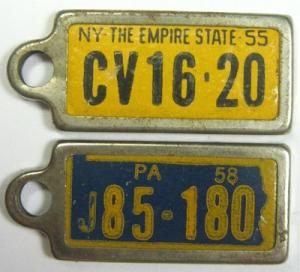 NY·THE EMPIRE STATE·55
CV16·20
PA 58
J85-180